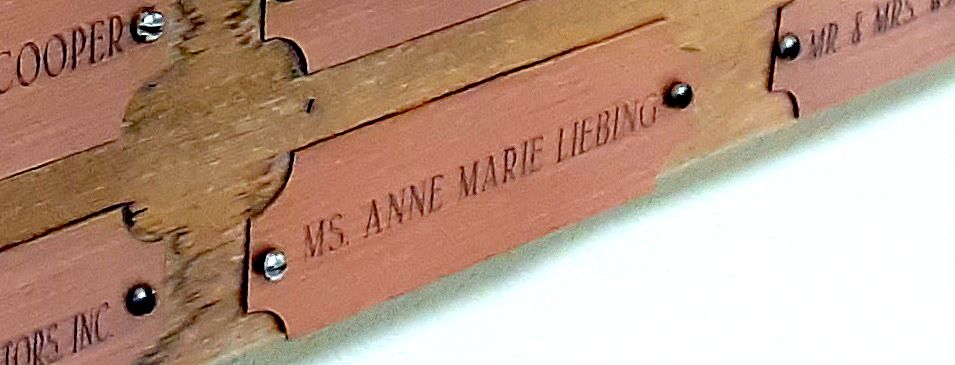 COOPER
MR. & MRS.
MS. ANNE MARIE LIEBING
TORS INC.